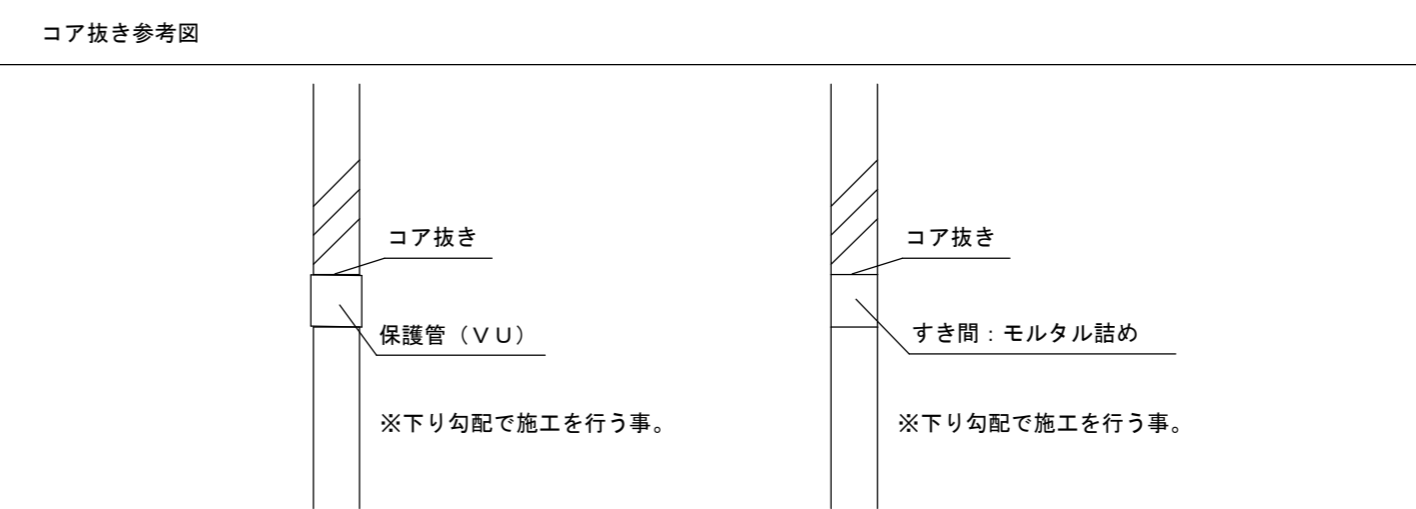 コア抜き参考図
コア抜き
保護管（ＶＵ）
※下り勾配で施工を行う事。
コア抜き
すき間：モルタル詰め
※下り勾配で施工を行う事。